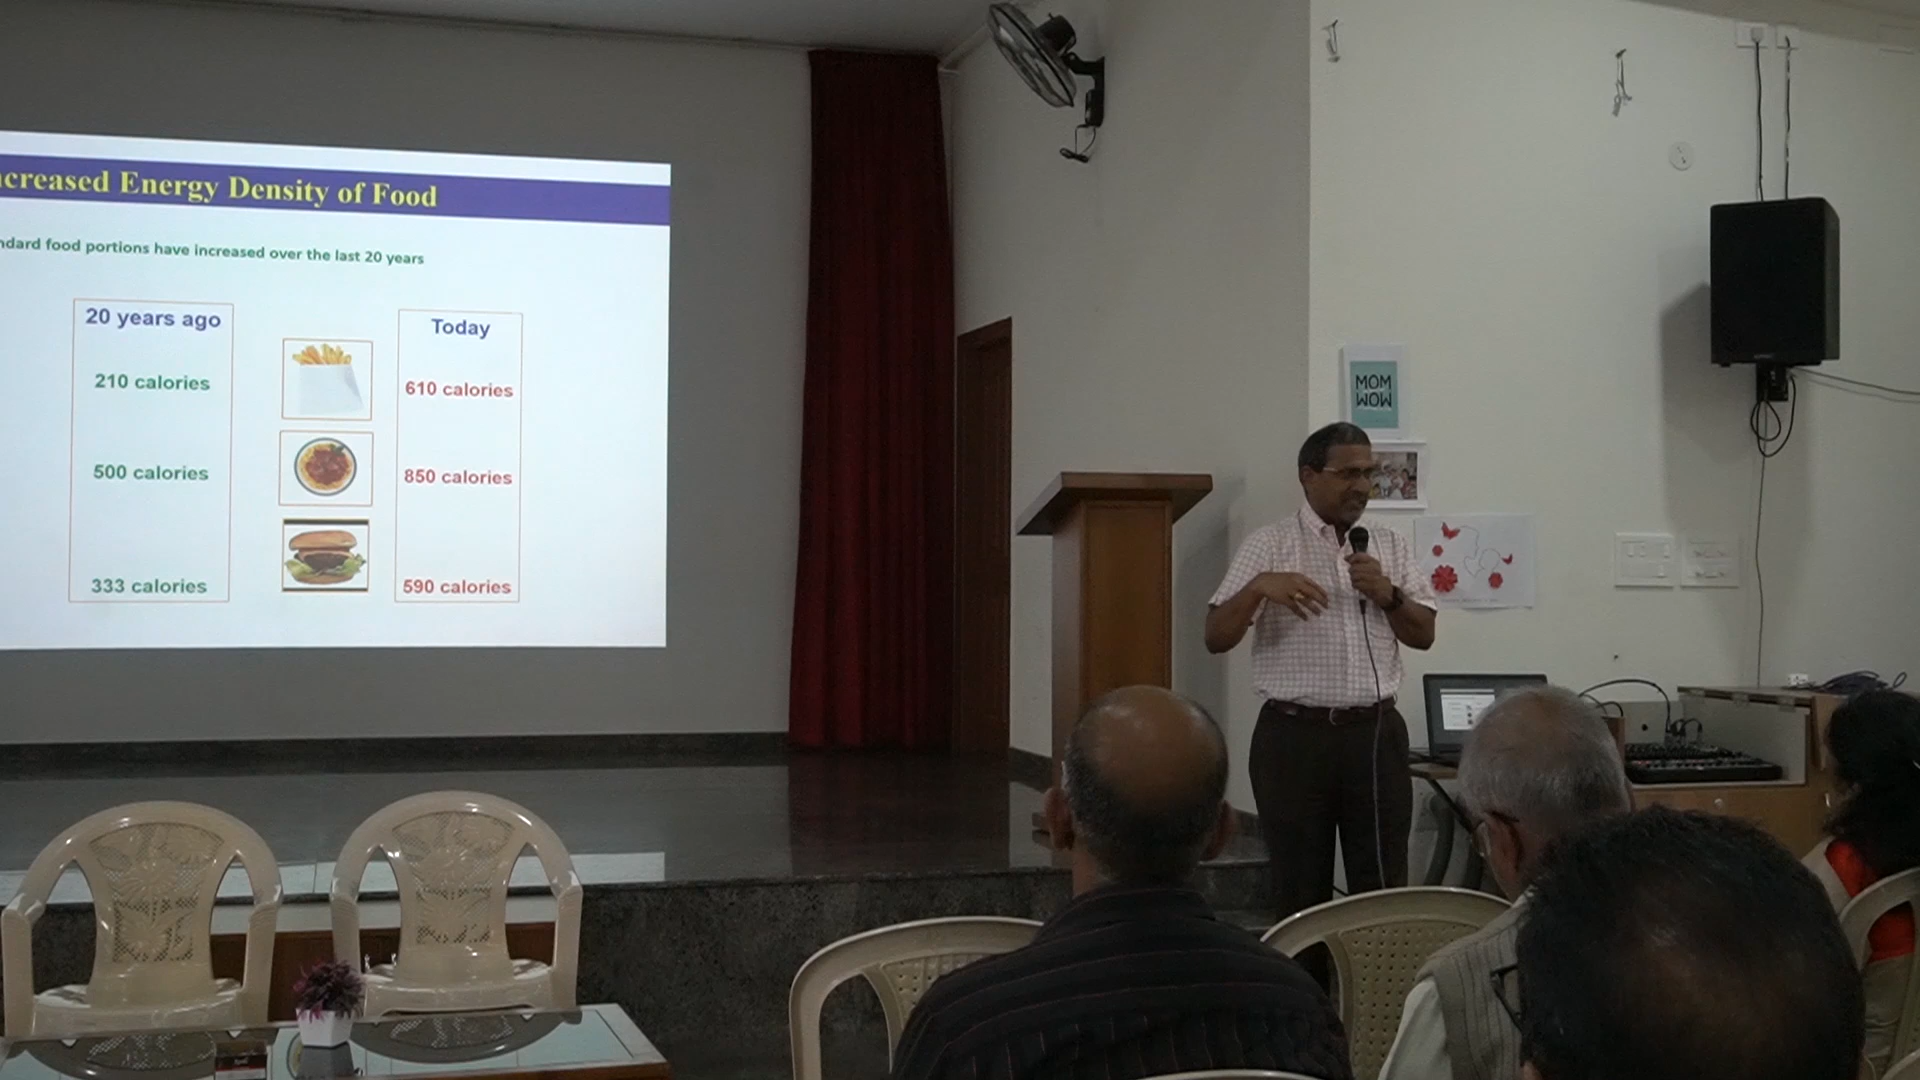 ncreased Energy Density of Food
ndard food portions have increased over the last 20 years
20 years ago
Today
210 calories
610 calories
500 calories
850 calories
333 calories
590 calories
MOM
WOW